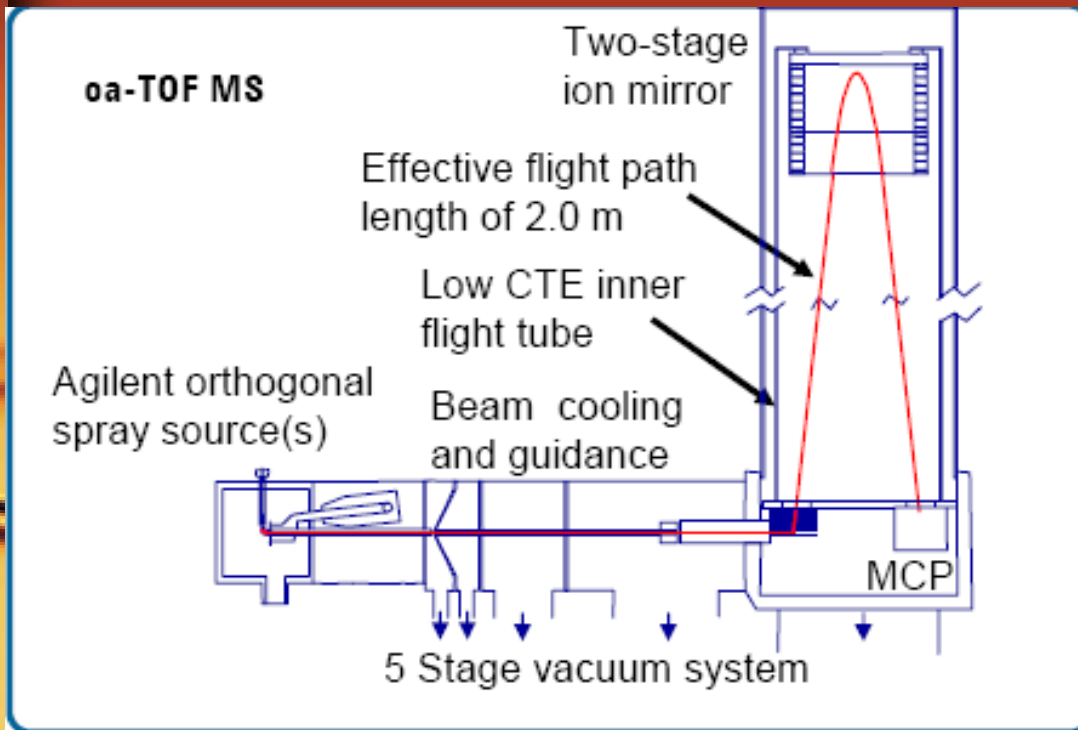 oa-TOF MS
Two-stage
ion mirror
Effective flight path
length of 2.0 m
Low CTE inner
flight tube
Agilent orthogonal
spray source(s)
Beam cooling
and guidance
MCP
5 Stage vacuum system